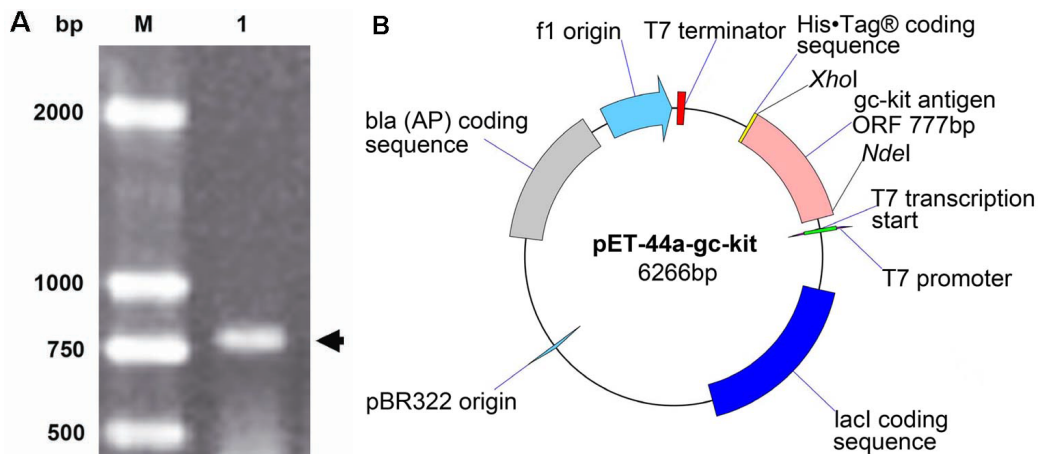 A bp M 1
2000
1000
750
500
B
f1 origin
T7 terminator
His•Tag® coding
sequence
XhoI
gc-kit antigen
ORF 777bp
NdeI
T7 transcription
start
T7 promoter
lacI coding
sequence
pBR322 origin
bla (AP) coding
sequence
pET-44a-gc-kit
6266bp